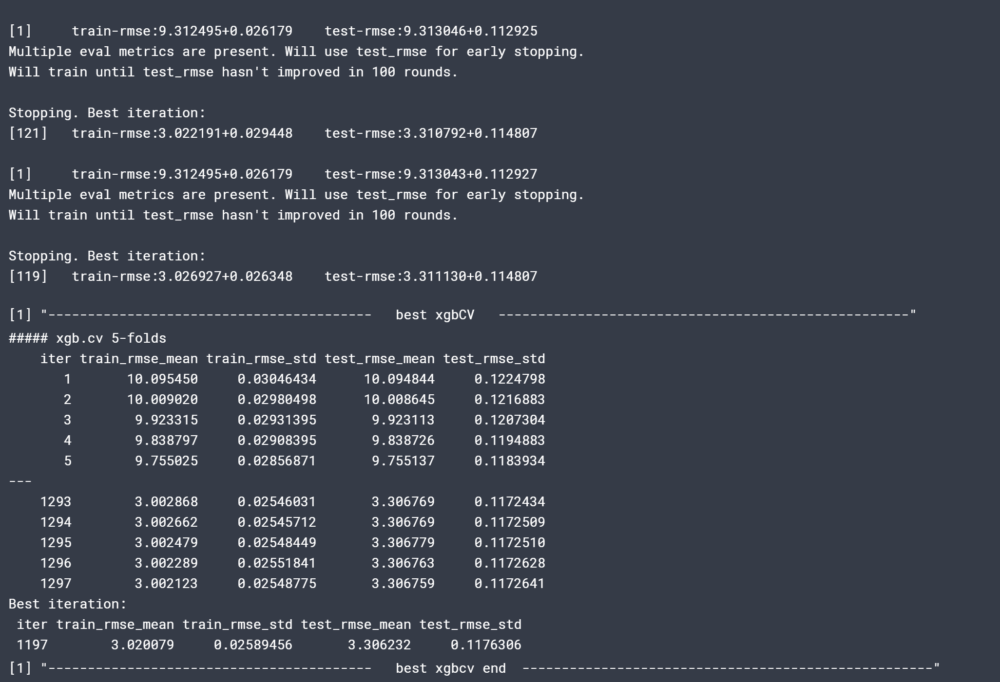 [1]     train-rmse:9.312495+0.026179    test-rmse:9.313046+0.112925
Multiple eval metrics are present. Will use test_rmse for early stopping.
Will train until test_rmse hasn't improved in 100 rounds.

Stopping. Best iteration:
[121]   train-rmse:3.022191+0.029448    test-rmse:3.310792+0.114807

[1]     train-rmse:9.312495+0.026179    test-rmse:9.313043+0.112927
Multiple eval metrics are present. Will use test_rmse for early stopping.
Will train until test_rmse hasn't improved in 100 rounds.

Stopping. Best iteration:
[119]   train-rmse:3.026927+0.026348    test-rmse:3.311130+0.114807

[1] "-----------------------------------------   best xgbCV   ----------------------------------------------------"
##### xgb.cv 5-folds
    iter train_rmse_mean train_rmse_std test_rmse_mean test_rmse_std
       1       10.095450     0.03046434      10.094844     0.1224798
       2       10.009020     0.02980498      10.008645     0.1216883
       3        9.923315     0.02931395       9.923113     0.1207304
       4        9.838797     0.02908395       9.838726     0.1194883
       5        9.755025     0.02856871       9.755137     0.1183934
---
    1293        3.002868     0.02546031       3.306769     0.1172434
    1294        3.002662     0.02545712       3.306769     0.1172509
    1295        3.002479     0.02548449       3.306779     0.1172510
    1296        3.002289     0.02551841       3.306763     0.1172628
    1297        3.002123     0.02548775       3.306759     0.1172641
Best iteration:
 iter train_rmse_mean train_rmse_std test_rmse_mean test_rmse_std
 1197        3.020079     0.02589456       3.306232     0.1176306
[1] "-----------------------------------------   best xgbcv end  ----------------------------------------------------"